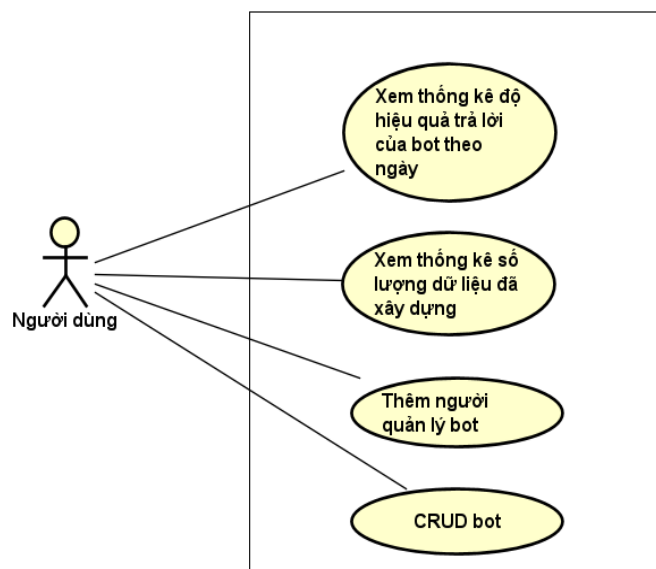 Xem thống kê độ
hiệu quả trả lời
của bot theo
ngày
Xem thống kê số
lượng dữ liệu đã
xây dựng
Người dùng
Thêm người
quản lý bot
CRUD bot